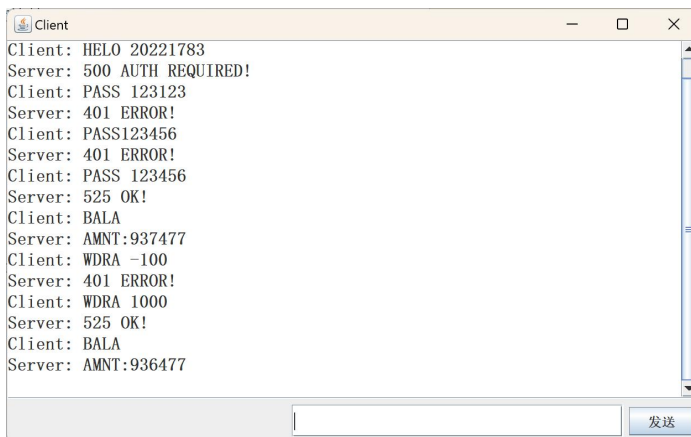 Client
Client: HELO 20221783
Server: 500 AUTH REQUIRED!
Client: PASS 123123
Server: 401 ERROR!
Client: PASS123456
Server: 401 ERROR!
Client: PASS 123456
Server: 525 OK!
Client: BALA
Server: AMNT:937477
Client: WDRA -100
Server: 401 ERROR!
Client: WDRA 1000
Server: 525 OK!
Client: BALA
Server: AMNT:936477
发送